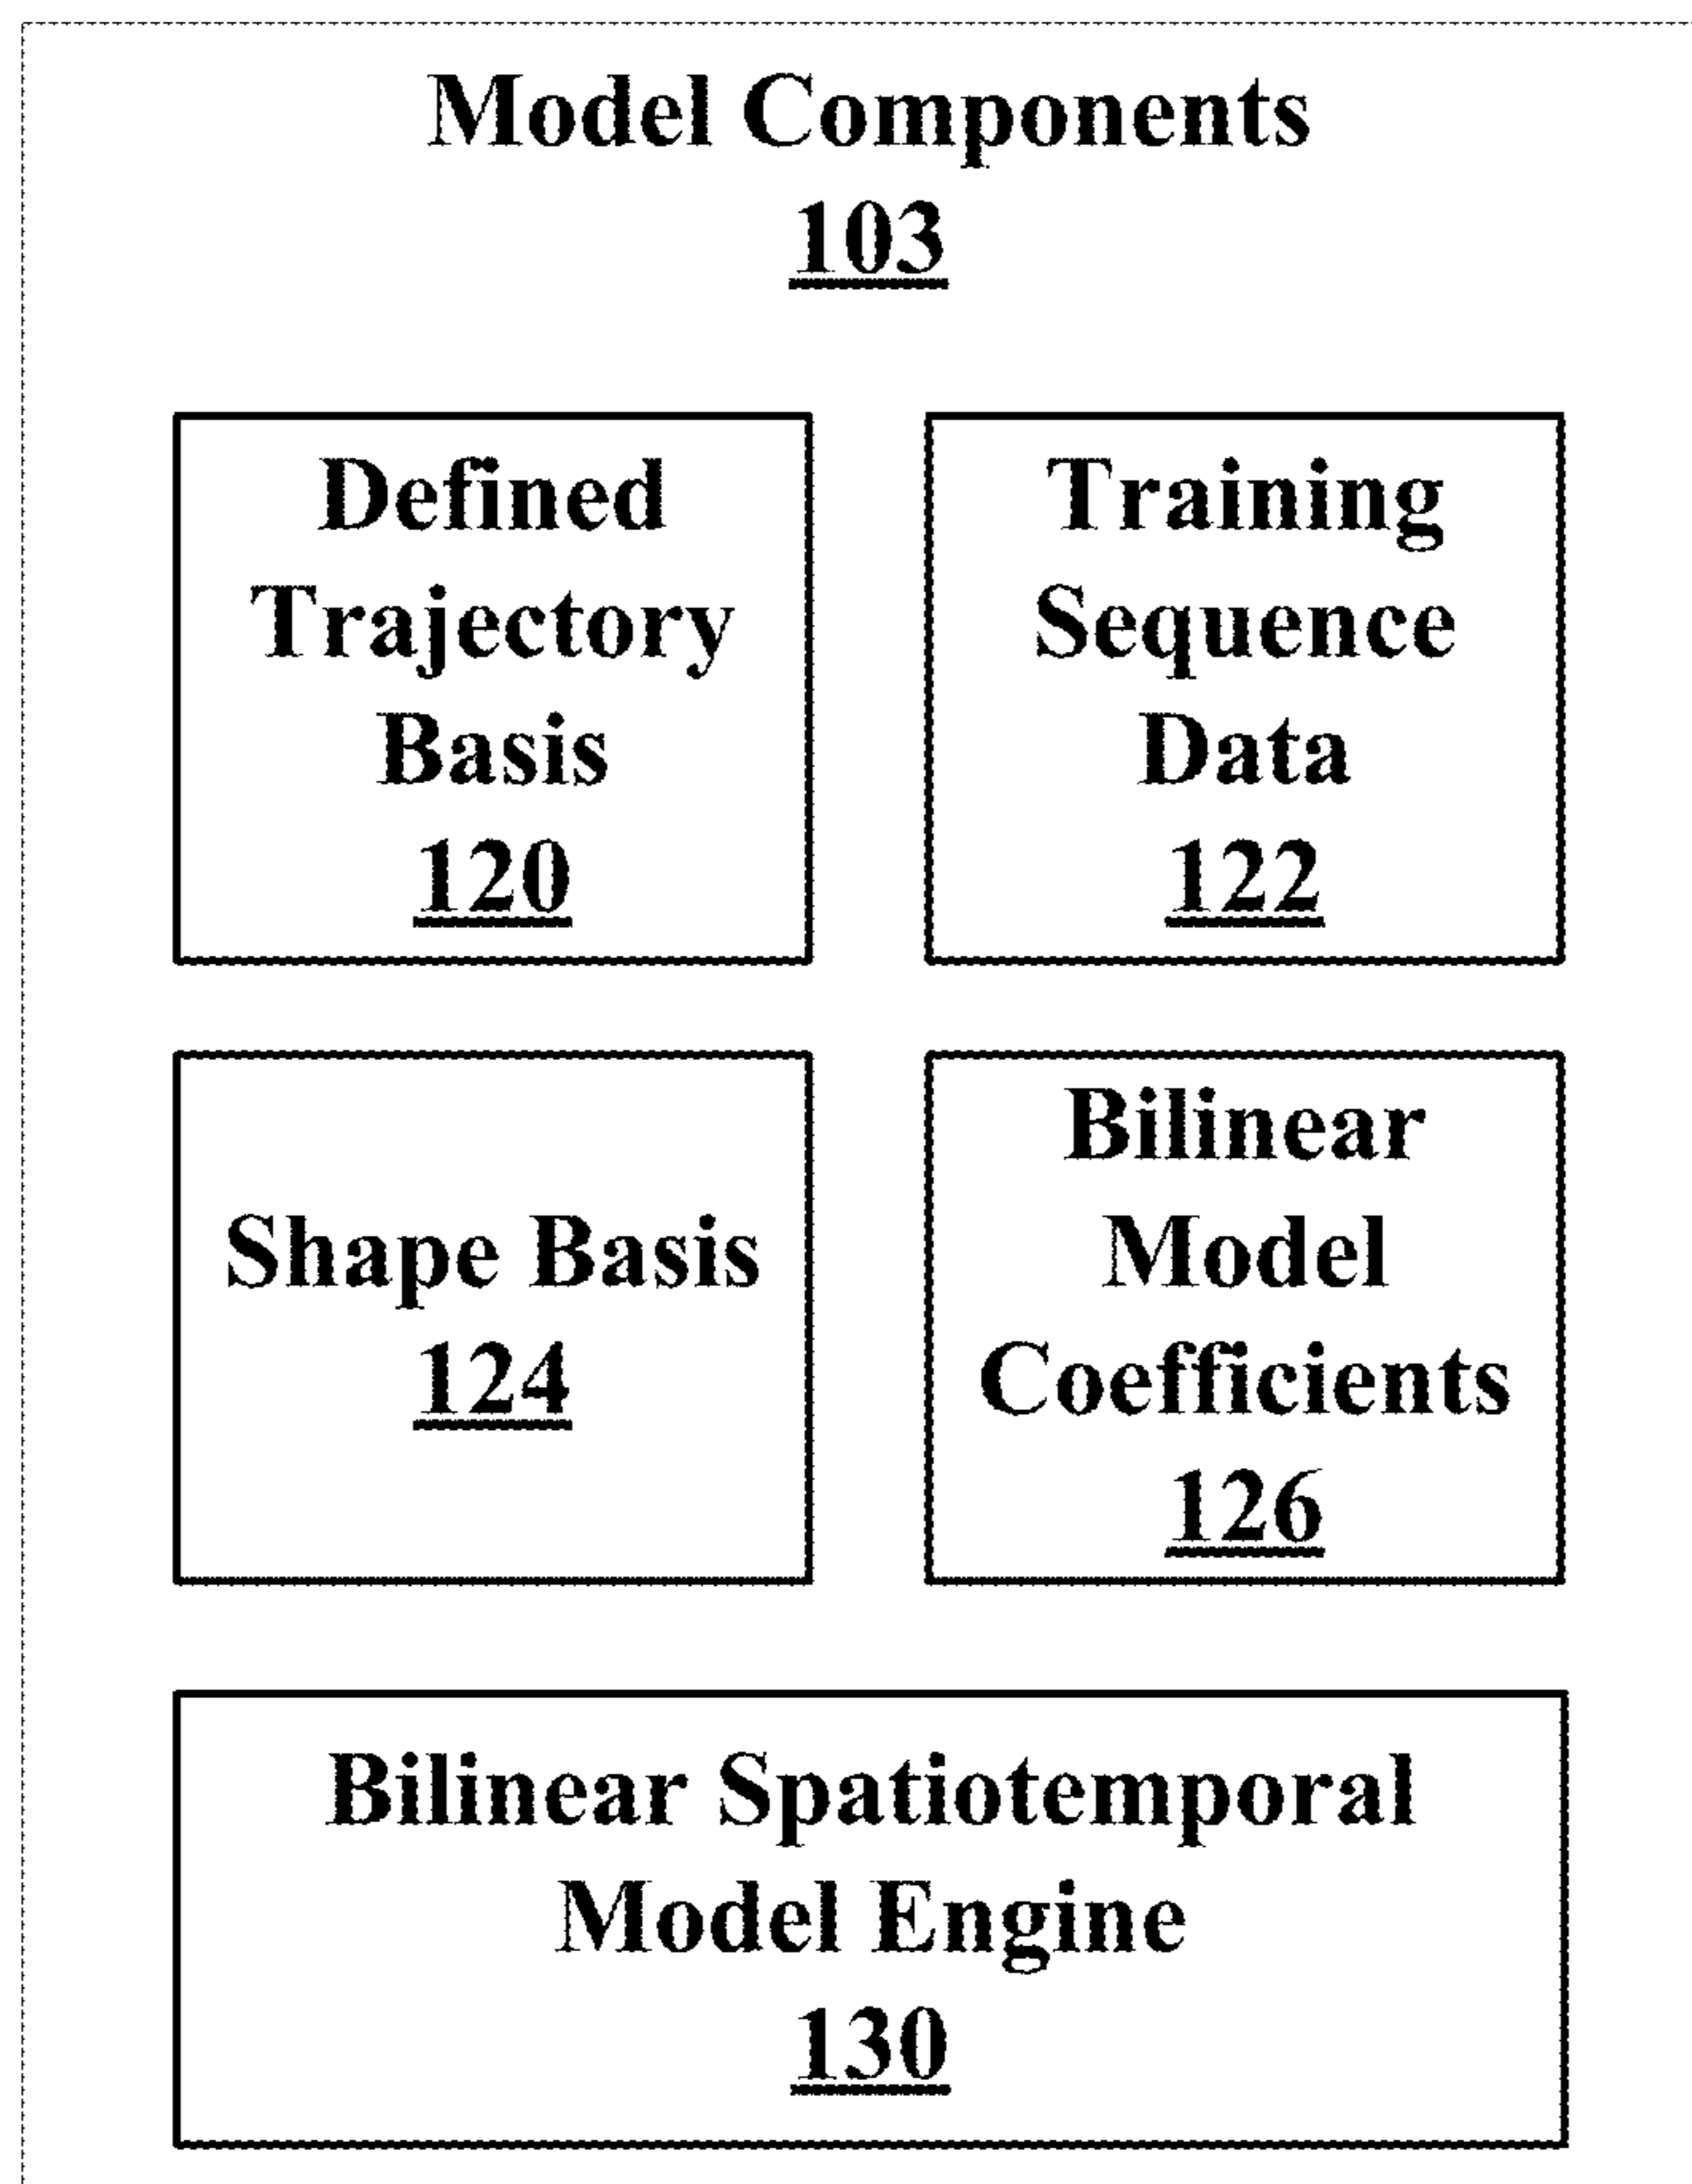 Model Components
103
Defined
Trajectory
Basis
120
Training
Sequence
Data
122
Shape Basis
124
Bilinear
Model
Coefficients
126
Bilinear Spatiotemporal
Model Engine
130